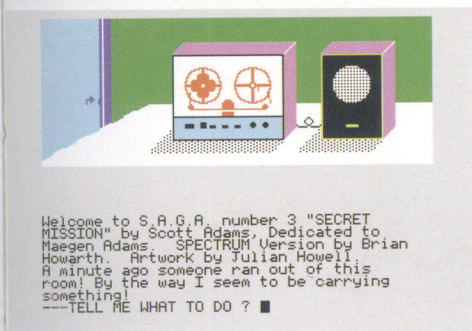 Welcome to S.A.G.A. number 3 "SECRET
MISSION" by Scott Adams, Dedicated to
Maegen Adams.  SPECTRUM Version by Brian
Howarth.  Artwork by Julian Howell.
A minute ago someone ran out of this
room! By the way I seem to be carrying
something!
---TELL ME WHAT TO DO ?